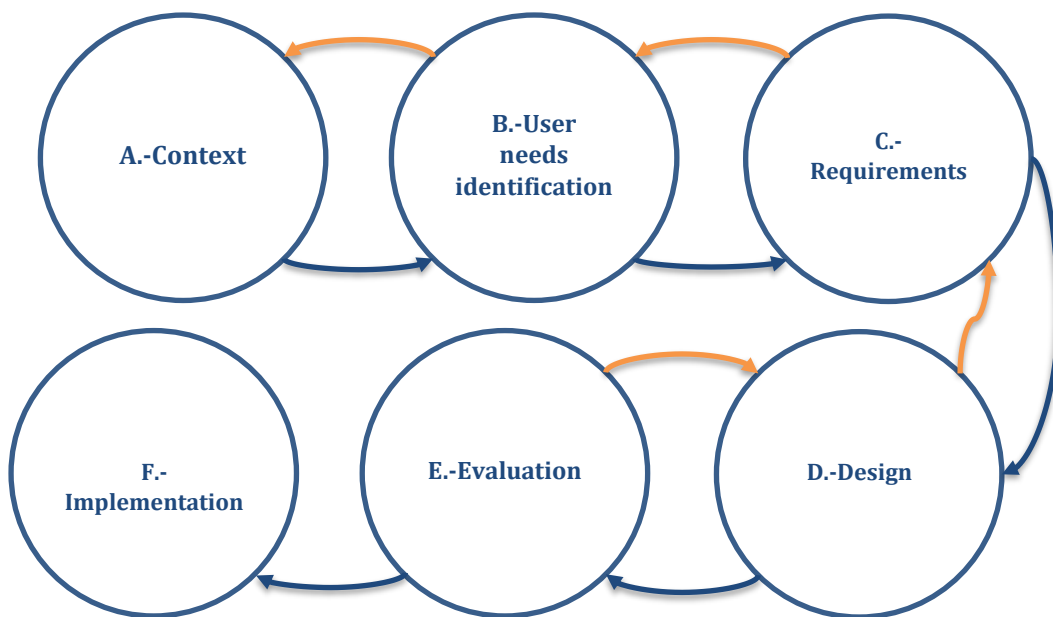 A.-Context
B.-User
needs
identification
C.-
Requirements
F.-
Implementation
E.-Evaluation
D.-Design